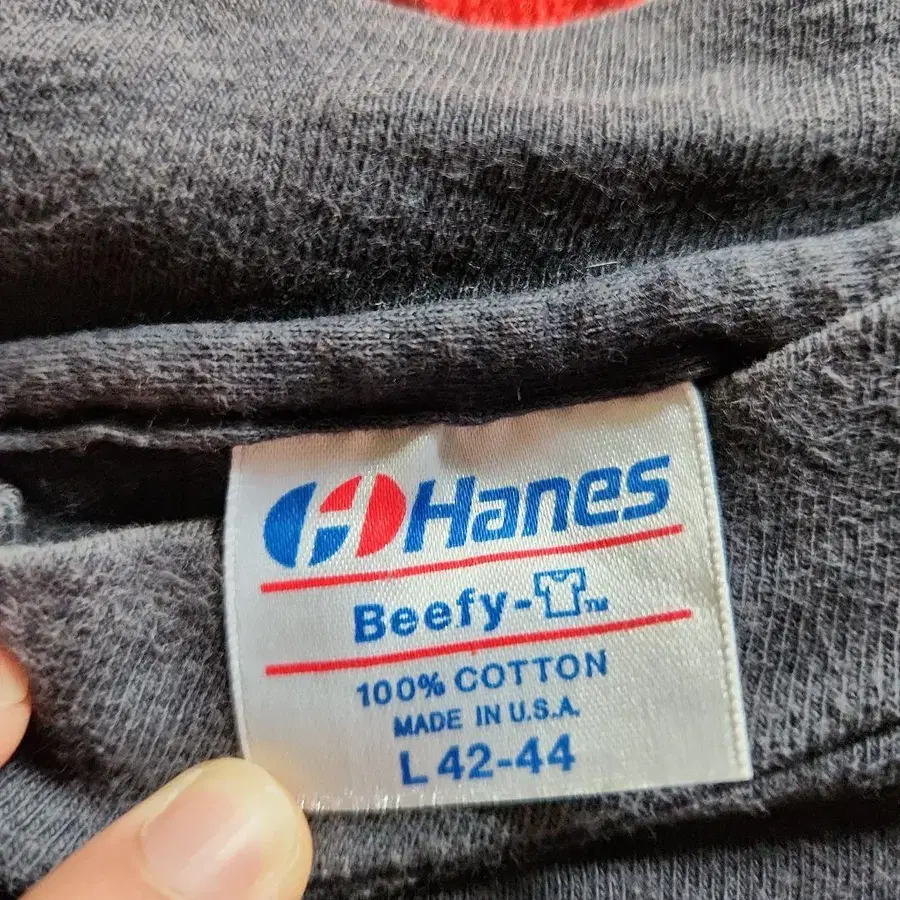 Hanes
Beefy-T™
100% COTTON
MADE IN U.S.A.
L 42-44